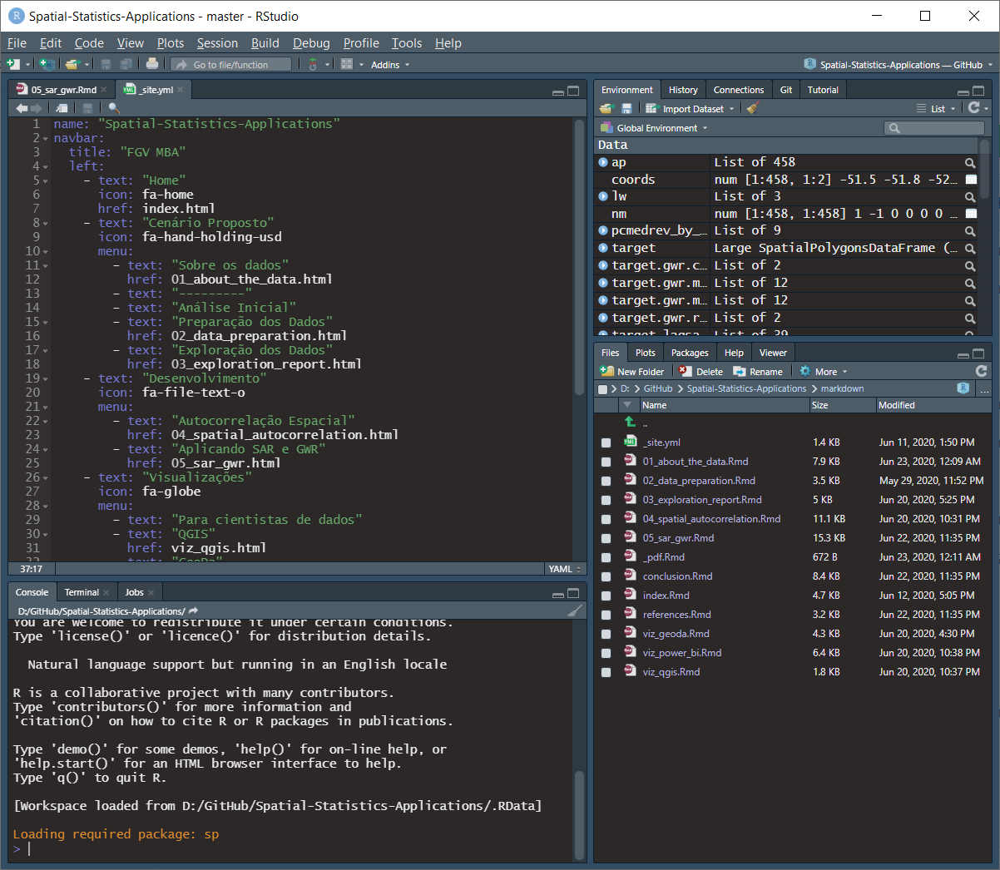 Spatial-Statistics-Applications - master - RStudio
File Edit Code View Plots Session Build Debug Profile Tools Help
Go to file/function Addins Spatial-Statistics-Applications — GitHub
05_sar_gwr.Rmd _site.yml
1 name: "Spatial-Statistics-Applications"
2 navbar:
3 title: "FGV MBA"
4 left:
5 - text: "Home"
6 icon: fa-home
7 href: index.html
8 - text: "Cenário Proposto"
9 icon: fa-hand-holding-usd
10 menu:
11 - text: "Sobre os dados"
12 href: 01_about_the_data.html
13 - text: "---------"
14 - text: "Análise Inicial"
15 - text: "Preparação dos Dados"
16 href: 02_data_preparation.html
17 - text: "Exploração dos Dados"
18 href: 03_exploration_report.html
19 - text: "Desenvolvimento"
20 icon: fa-file-text-o
21 menu:
22 - text: "Autocorrelação Espacial"
23 href: 04_spatial_autocorrelation.html
24 - text: "Aplicando SAR e GWR"
25 href: 05_sar_gwr.html
26 - text: "Visualizações"
27 icon: fa-globe
28 menu:
29 - text: "Para cientistas de dados"
30 - text: "QGIS"
31 href: viz_qgis.html
32 - text: "GeoDa"
37:17 YAML
Console Terminal Jobs
D:/GitHub/Spatial-Statistics-Applications/
You are welcome to redistribute it under certain conditions.
Type 'license()' or 'licence()' for distribution details.
Natural language support but running in an English locale
R is a collaborative project with many contributors.
Type 'contributors()' for more information and
'citation()' on how to cite R or R packages in publications.
Type 'demo()' for some demos, 'help()' for on-line help, or
'help.start()' for an HTML browser interface to help.
Type 'q()' to quit R.
[Workspace loaded from D:/GitHub/Spatial-Statistics-Applications/.RData]
Loading required package: sp
>
Environment History Connections Git Tutorial
Import Dataset List
Global Environment
Data
ap List of 458
coords num [1:458, 1:2] -51.5 -51.8 -52…
lw List of 3
nm num [1:458, 1:458] 1 -1 0 0 0 0 …
pcmedrev_by_… List of 9
target Large SpatialPolygonsDataFrame (…
target.gwr.c… List of 2
target.gwr.m… List of 12
target.gwr.m… List of 12
target.gwr.r… List of 2
target.lagsa… List of 39
Files Plots Packages Help Viewer
New Folder Delete Rename More
D: GitHub Spatial-Statistics-Applications markdown ...
Name Size Modified
..
_site.yml 1.4 KB Jun 11, 2020, 1:50 PM
01_about_the_data.Rmd 7.9 KB Jun 23, 2020, 12:09 AM
02_data_preparation.Rmd 3.5 KB May 29, 2020, 11:52 PM
03_exploration_report.Rmd 5 KB Jun 20, 2020, 5:25 PM
04_spatial_autocorrelation.Rmd 11.1 KB Jun 20, 2020, 10:31 PM
05_sar_gwr.Rmd 15.3 KB Jun 22, 2020, 11:35 PM
_pdf.Rmd 672 B Jun 23, 2020, 12:11 AM
conclusion.Rmd 8.4 KB Jun 22, 2020, 11:35 PM
index.Rmd 4.7 KB Jun 12, 2020, 5:05 PM
references.Rmd 3.2 KB Jun 22, 2020, 11:35 PM
viz_geoda.Rmd 4.3 KB Jun 20, 2020, 4:30 PM
viz_power_bi.Rmd 6.4 KB Jun 20, 2020, 10:38 PM
viz_qgis.Rmd 1.8 KB Jun 20, 2020, 10:37 PM